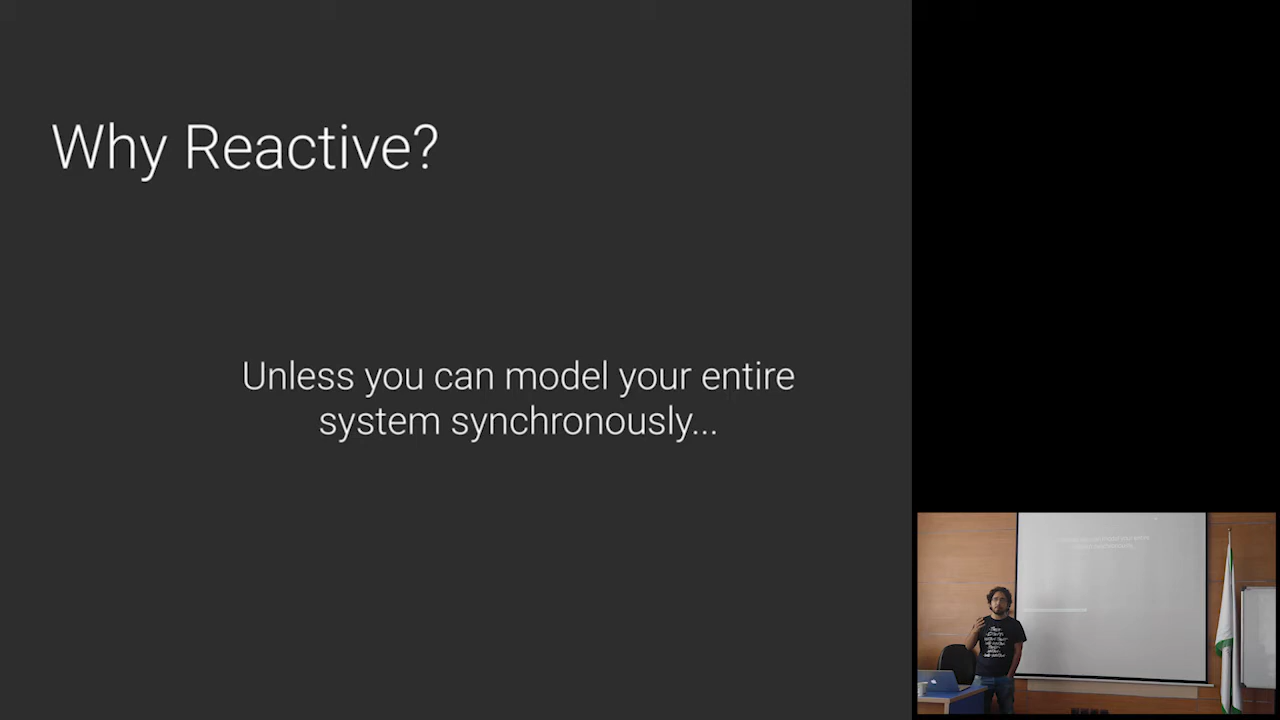 Why Reactive?
Unless you can model your entire
system synchronously...